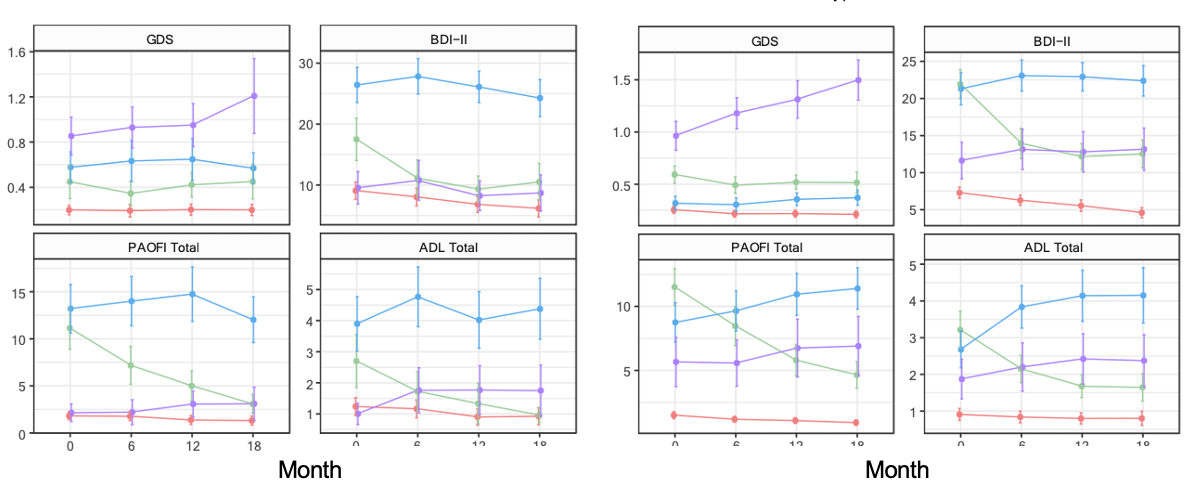 GDS BDI-II GDS BDI-II
1.6 30 1.5 25
1.2 20 1.0 20
0.8 10 0.5 15
0.4 10
5
PAOFI Total ADL Total PAOFI Total ADL Total
15 5 10 5
10 4 5 4
5 3 3
0 2 2
1 1
0 6 12 18 0 6 12 18 0 6 12 18 0 6 12 18
Month Month